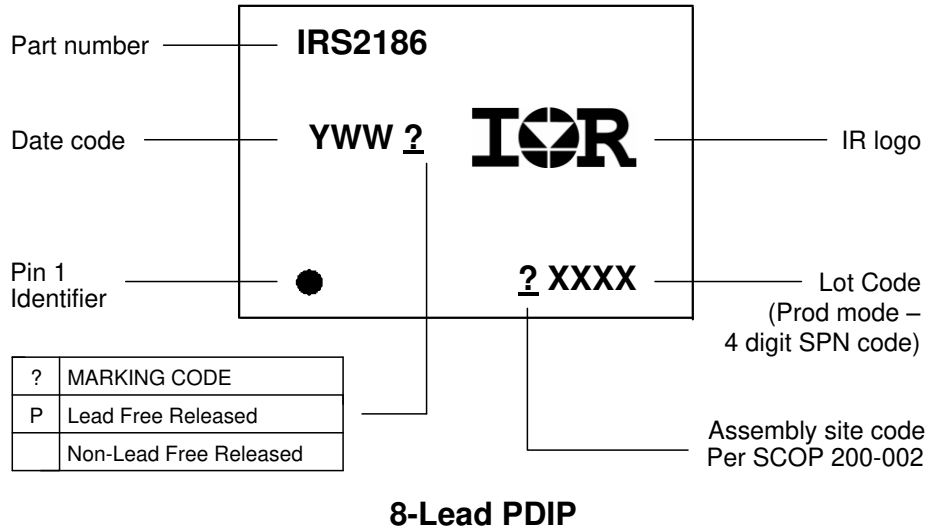 Part number
IRS2186
Date code
YWW ?
IOR
IR logo
Pin 1
Identifier
? XXXX
Lot Code
(Prod mode –
4 digit SPN code)
? MARKING CODE
P Lead Free Released
Non-Lead Free Released
Assembly site code
Per SCOP 200-002
8-Lead PDIP